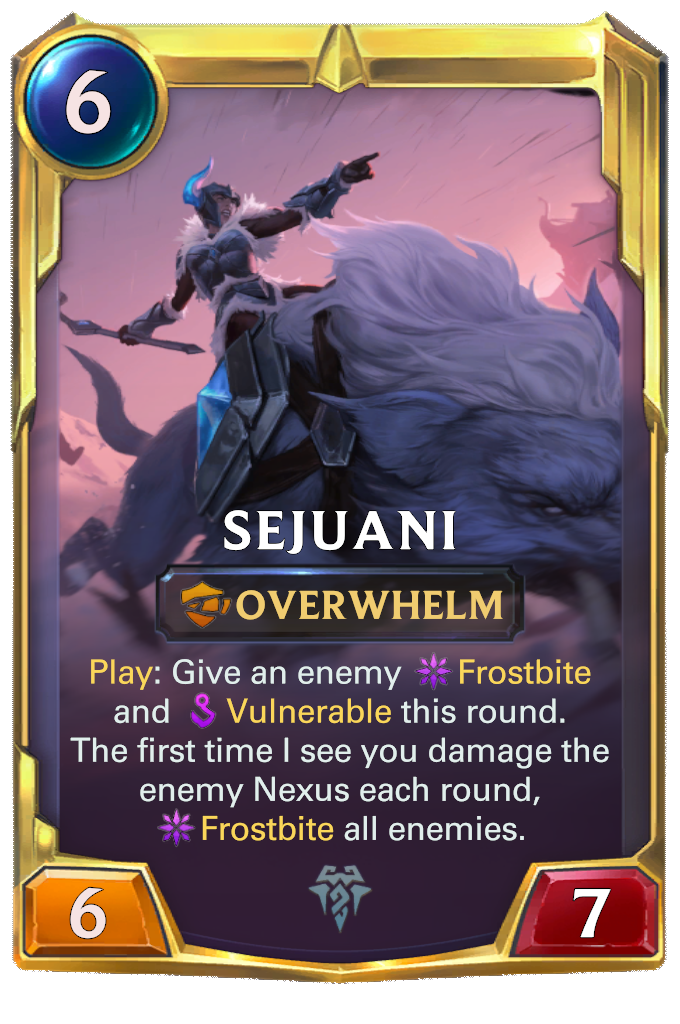 6
SEJUANI
OVERWHELM
Play: Give an enemy Frostbite
and Vulnerable this round.
The first time I see you damage the
enemy Nexus each round,
Frostbite all enemies.
6 7